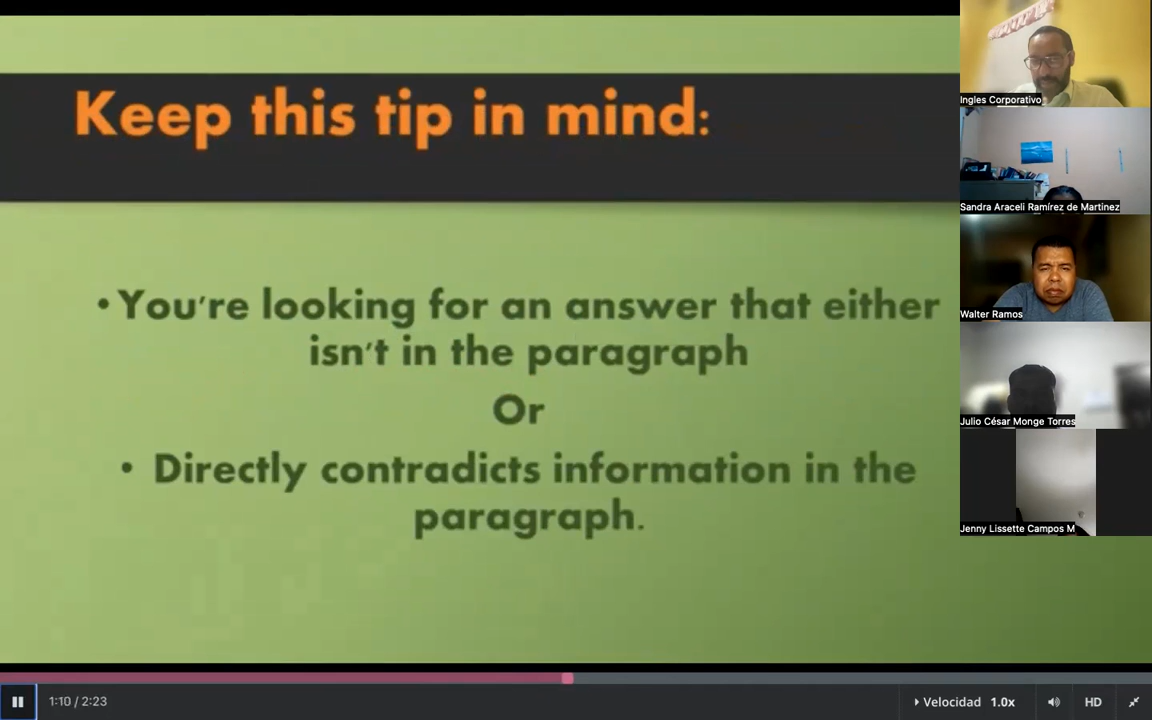 Keep this tip in mind:
• You're looking for an answer that either
isn't in the paragraph
Or
• Directly contradicts information in the
paragraph.
Ingles Corporativo
Sandra Araceli Ramírez de Martinez
Walter Ramos
Julio César Monge Torres
Jenny Lissette Campos M
1:10 / 2:23
Velocidad 1.0x
HD